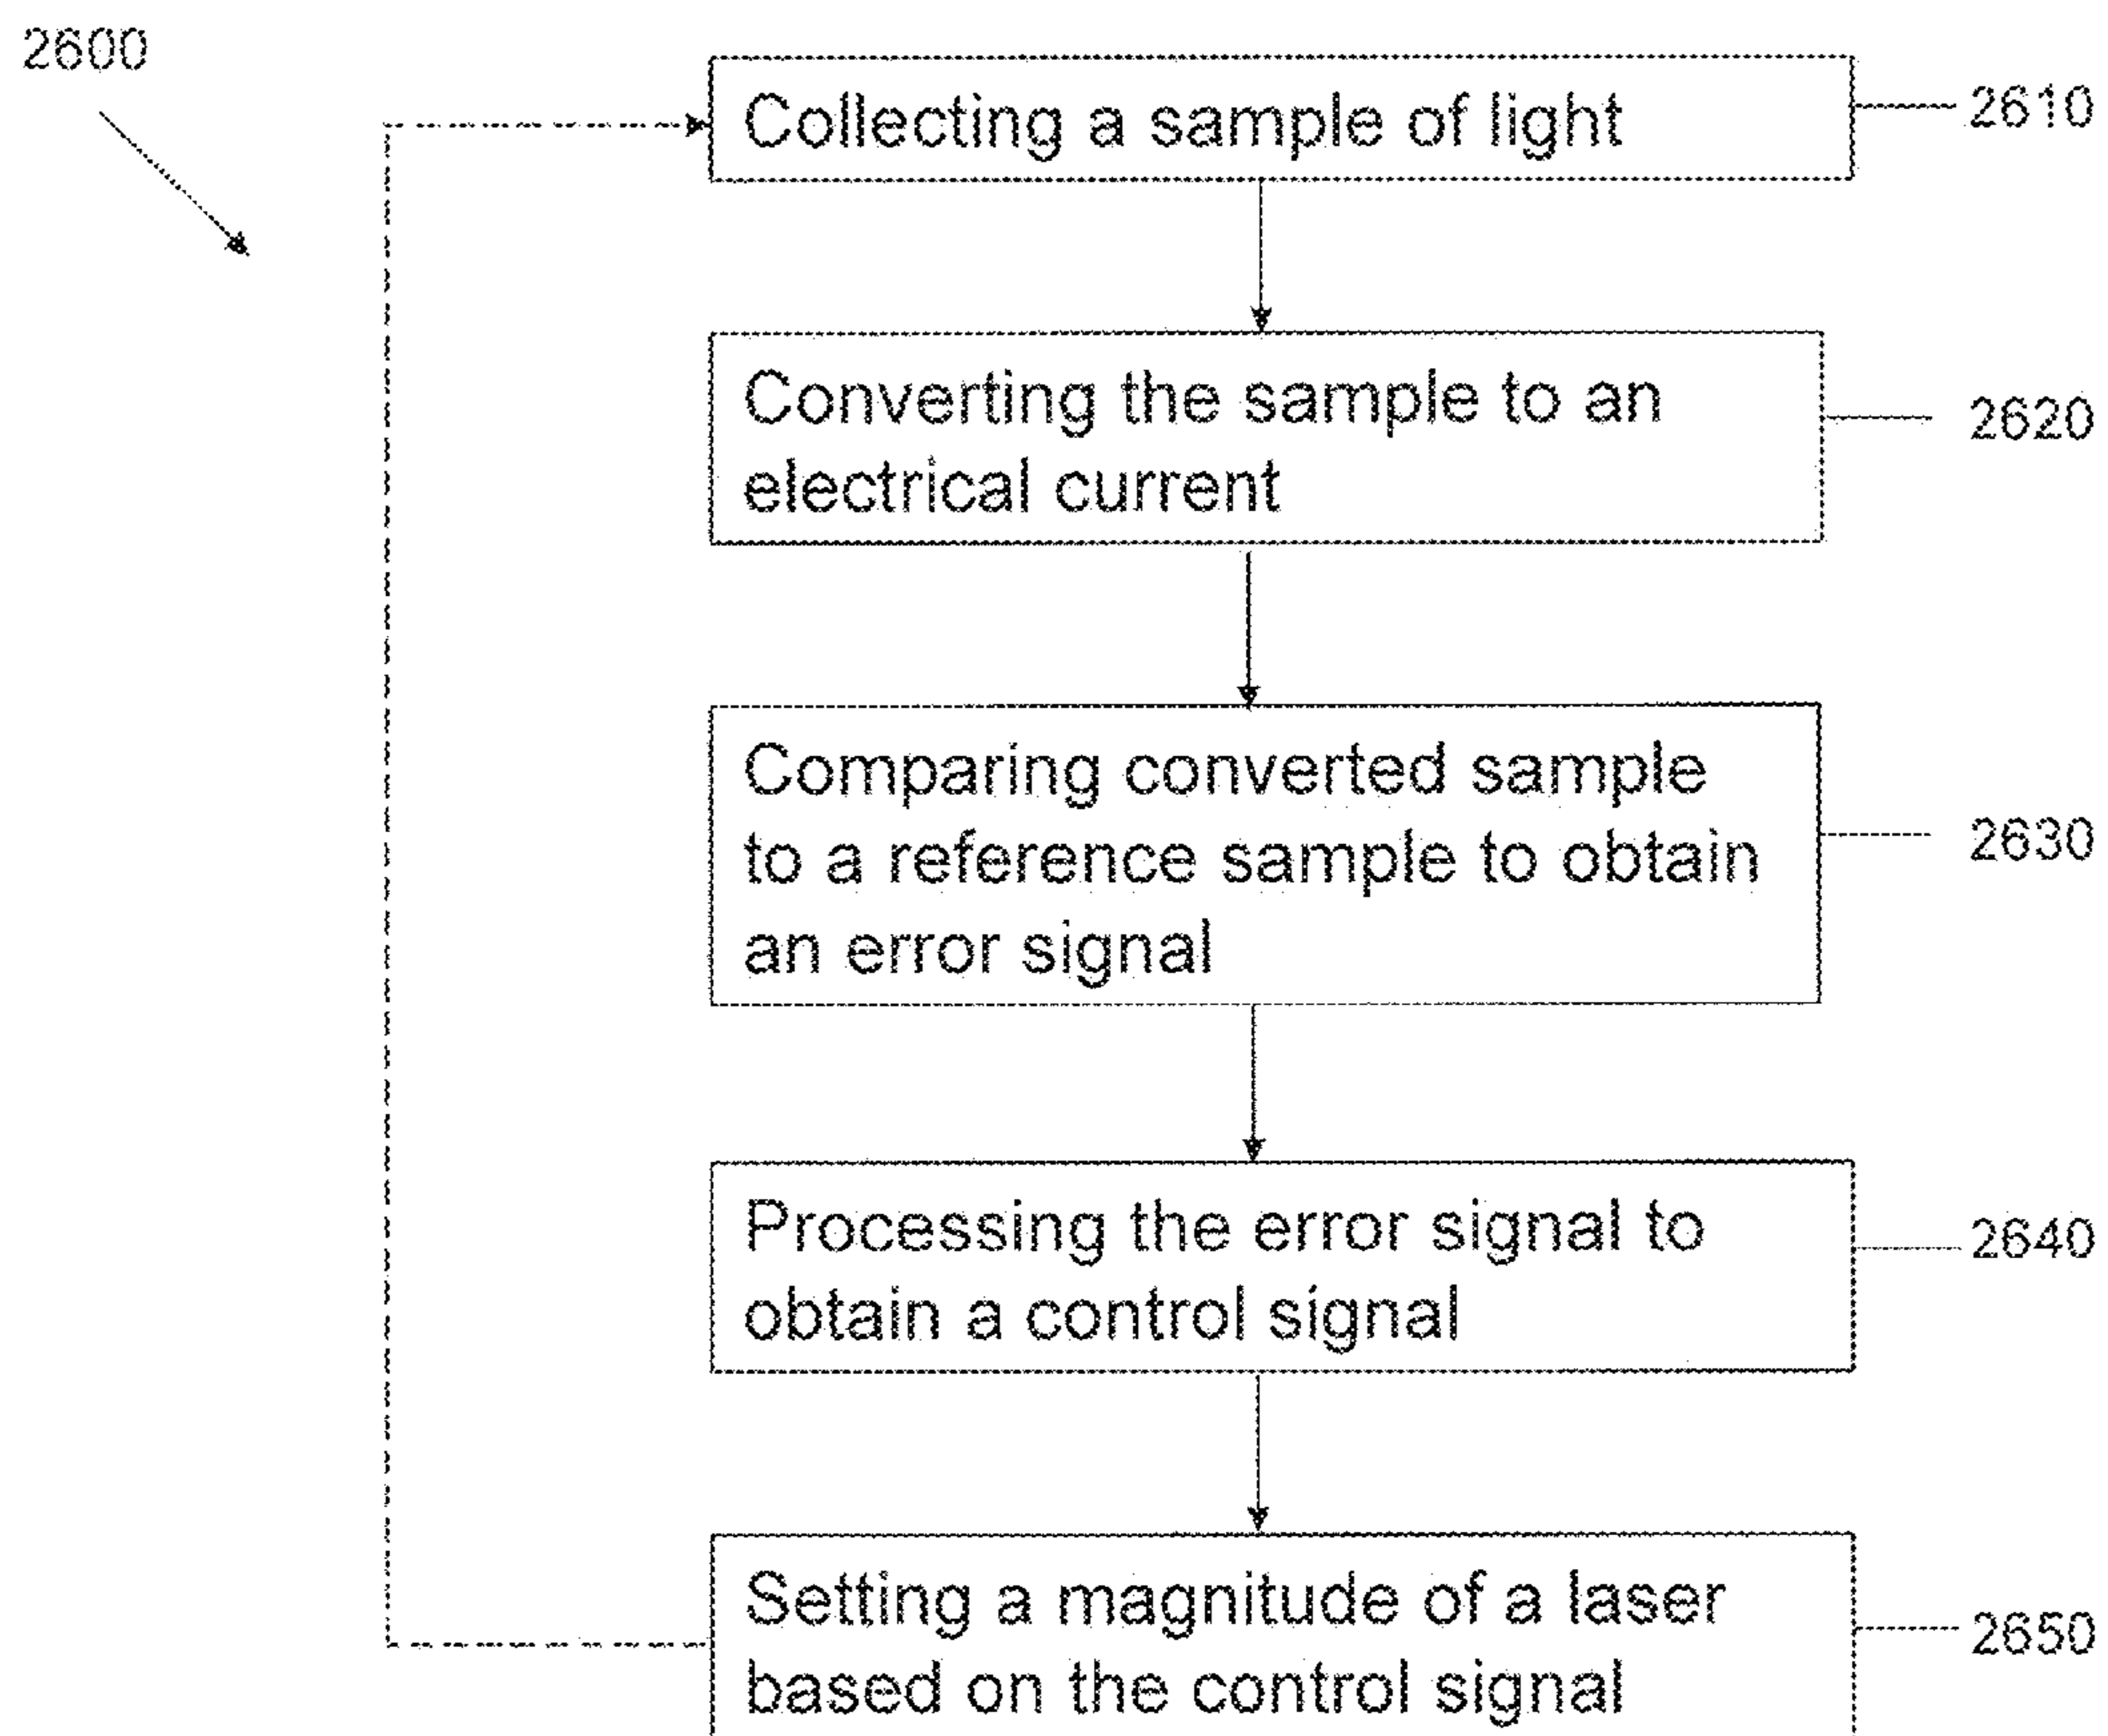 2600
Collecting a sample of light
2610
Converting the sample to an
electrical current
2620
Comparing converted sample
to a reference sample to obtain
an error signal
2630
Processing the error signal to
obtain a control signal
2640
Setting a magnitude of a laser
based on the control signal
2650